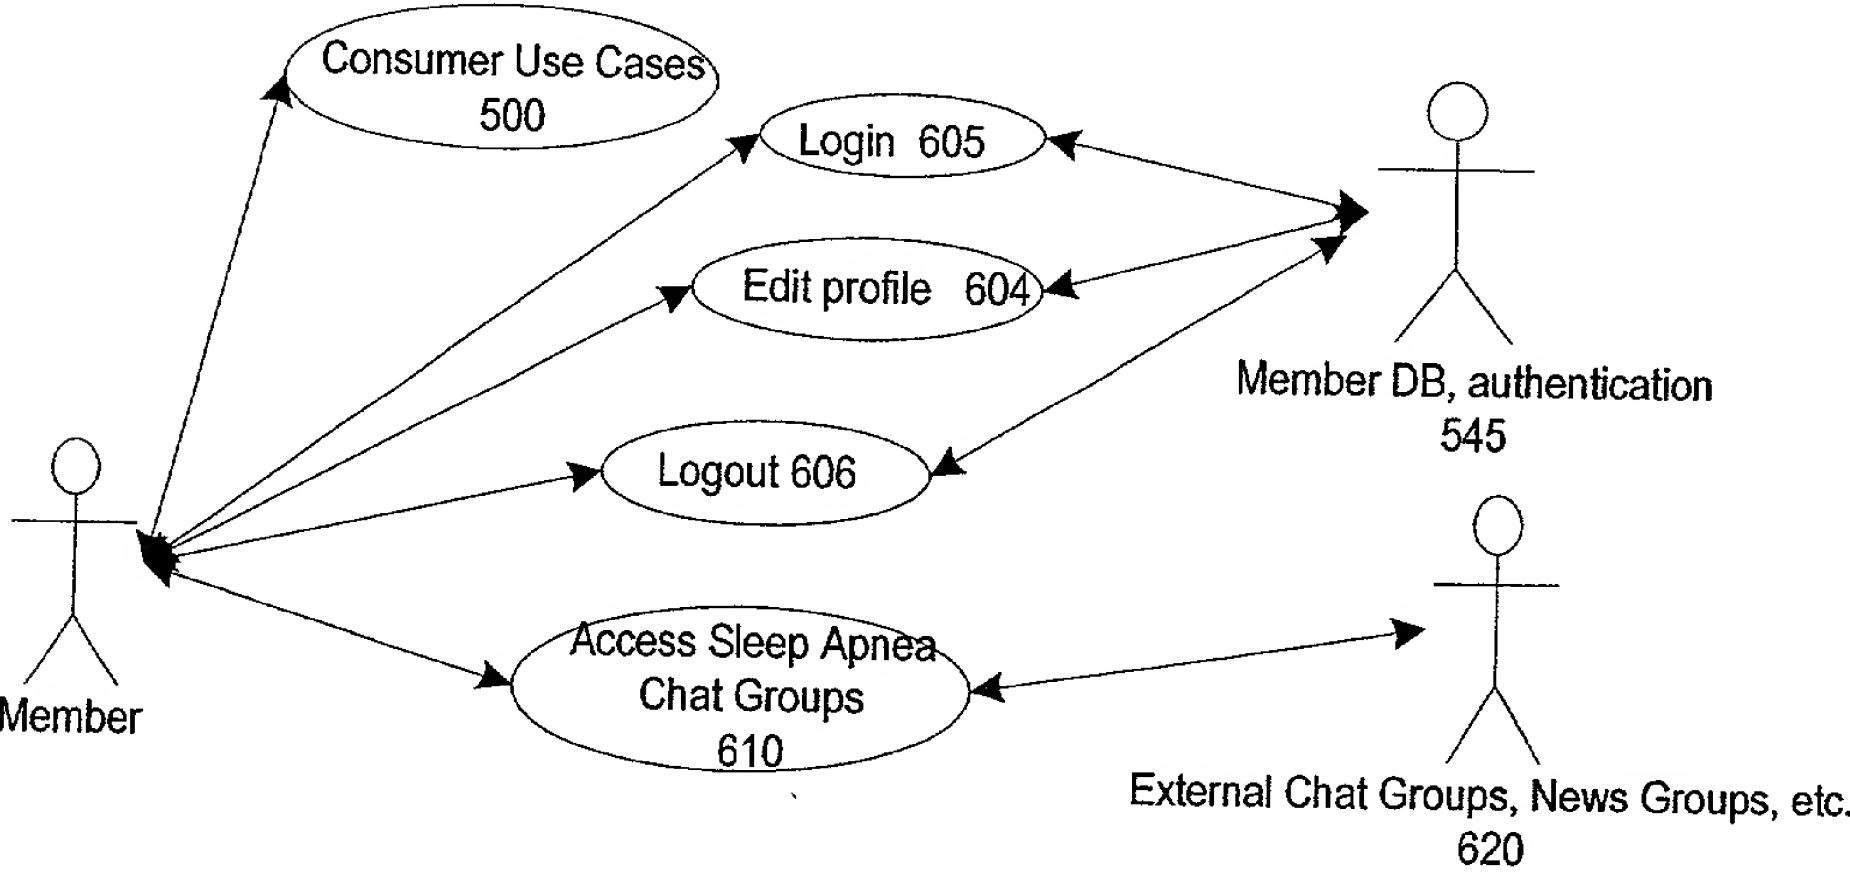 Consumer Use Cases
500
Login 605
Edit profile 604
Member DB, authentication
545
Logout 606
Access Sleep Apnea
Chat Groups
610
Member
External Chat Groups, News Groups, etc.
620